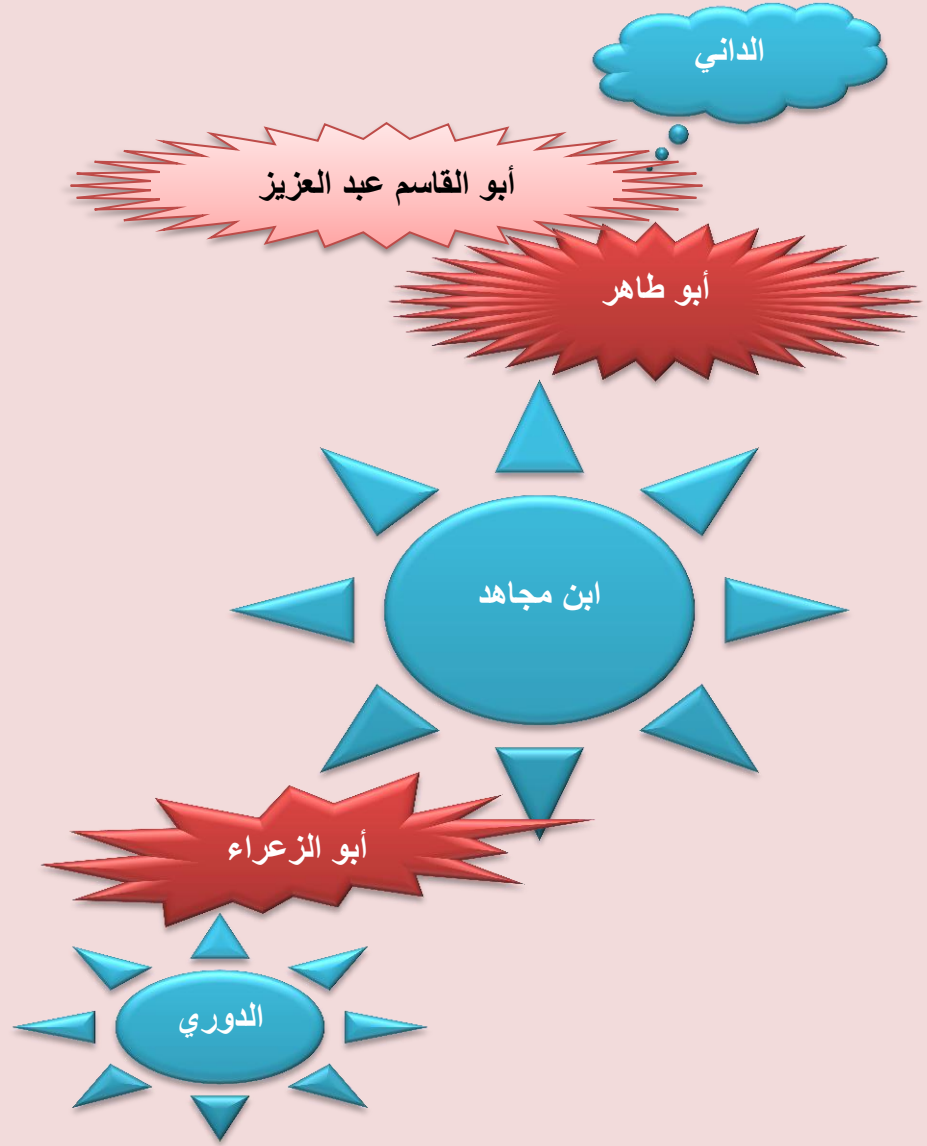 الداني
أبو القاسم عبد العزيز
أبو طاهر
ابن مجاهد
أبو الزعراء
الدوري